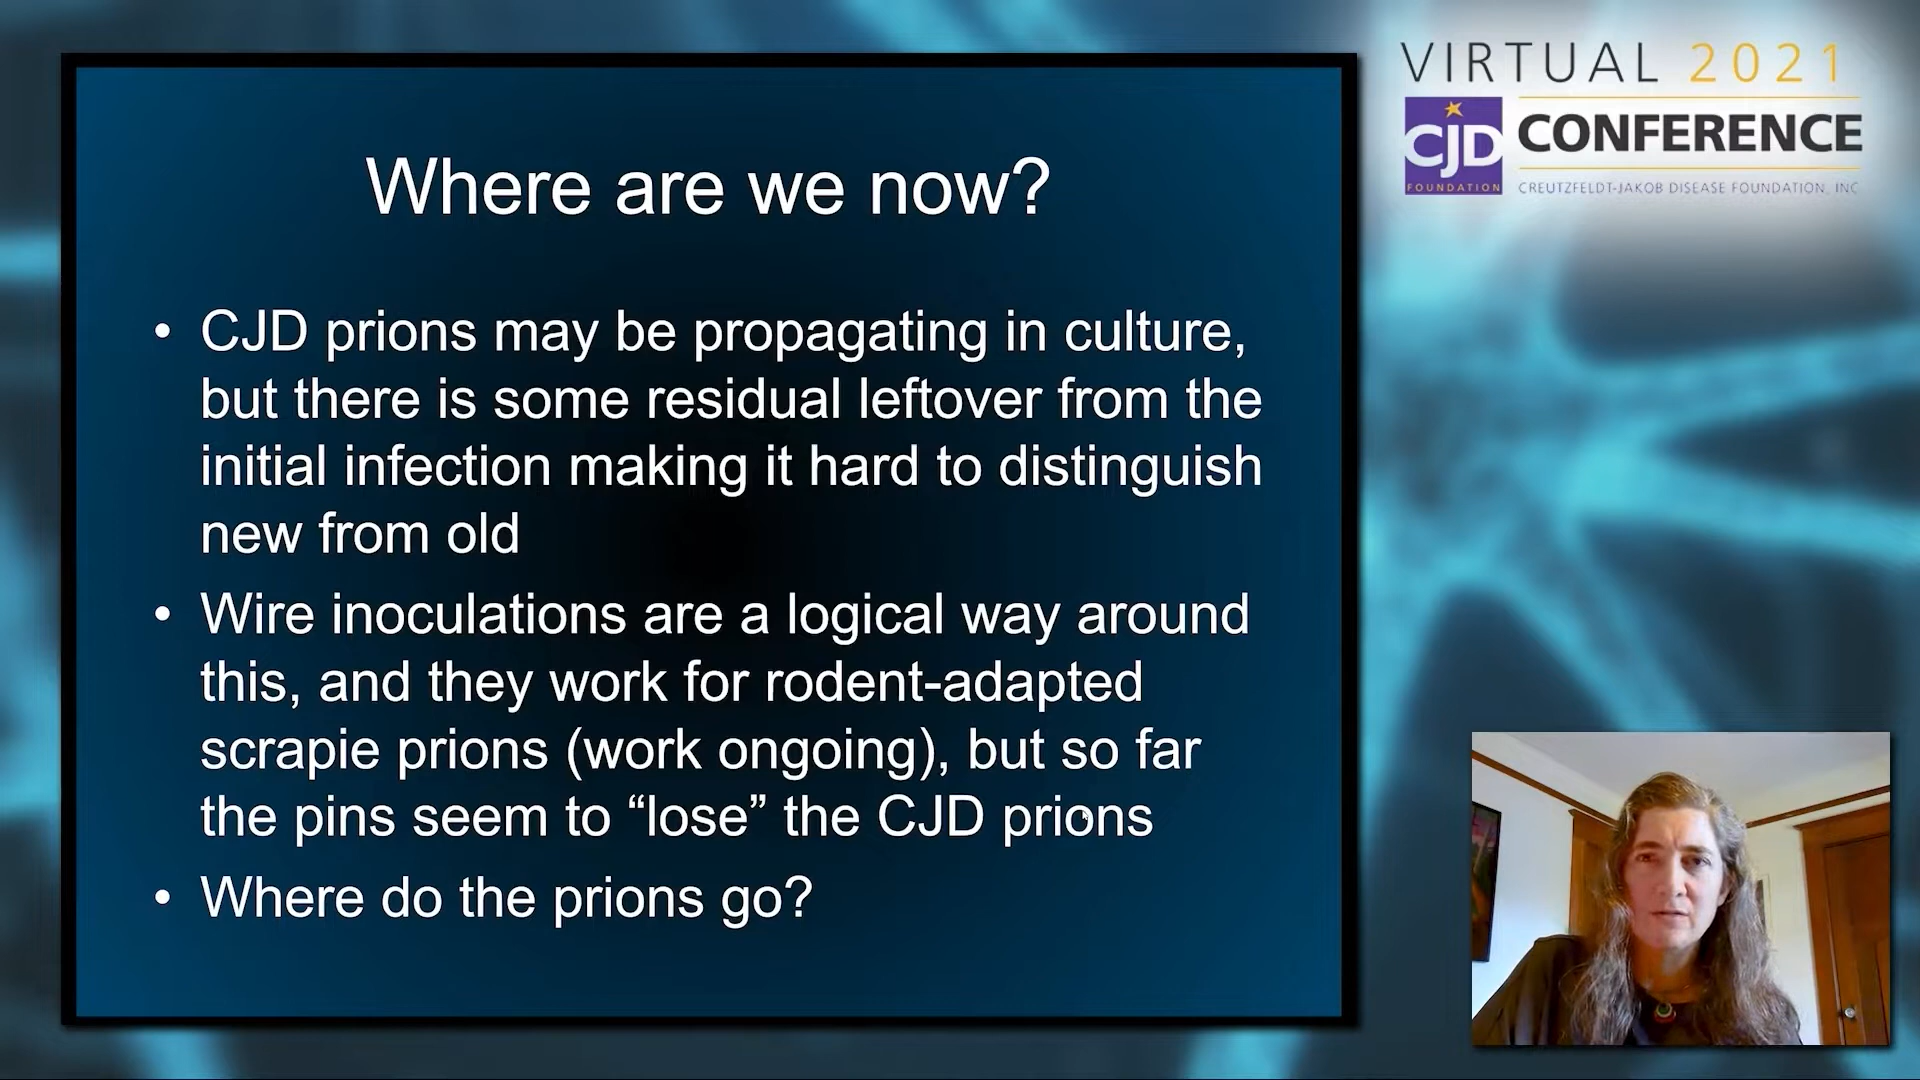 VIRTUAL 2021
CJD
FOUNDATION
CONFERENCE
CREUTZFELDT-JAKOB DISEASE FOUNDATION, INC
Where are we now?
• CJD prions may be propagating in culture,
but there is some residual leftover from the
initial infection making it hard to distinguish
new from old
• Wire inoculations are a logical way around
this, and they work for rodent-adapted
scrapie prions (work ongoing), but so far
the pins seem to “lose” the CJD prions
• Where do the prions go?